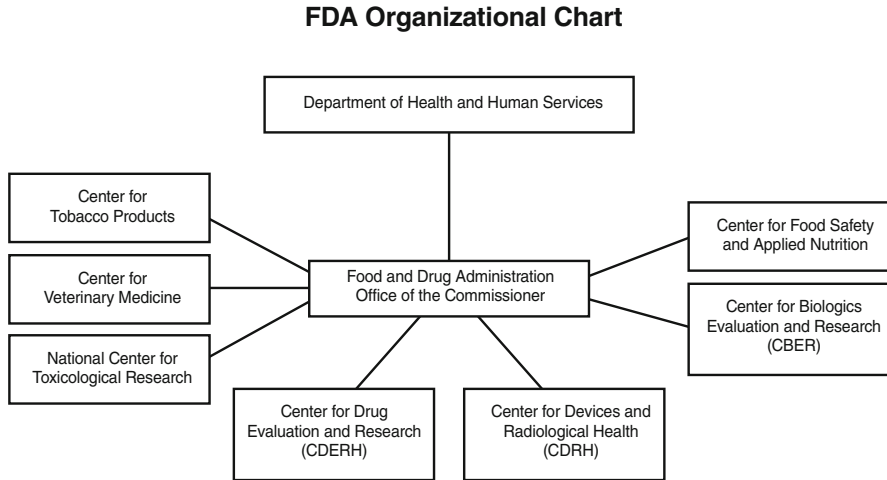 FDA Organizational Chart
Department of Health and Human Services
Center for
Tobacco Products
Center for
Veterinary Medicine
National Center for
Toxicological Research
Food and Drug Administration
Office of the Commissioner
Center for Food Safety
and Applied Nutrition
Center for Biologics
Evaluation and Research
(CBER)
Center for Drug
Evaluation and Research
(CDERH)
Center for Devices and
Radiological Health
(CDRH)